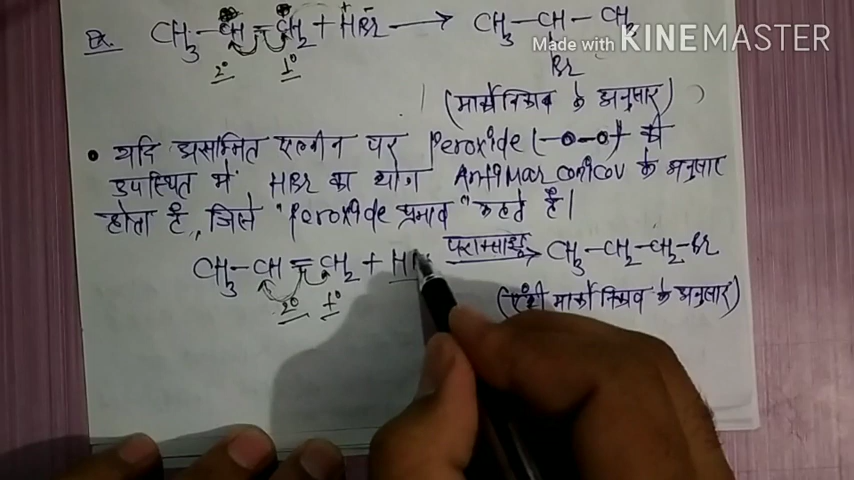 Ex. CH3-CH=CH2 + HBr ⟶ CH3-CH-CH3
2° 1° Br
Made with KINEMASTER
(मार्कोनिकाव के अनुसार)
• यदि असममित एल्कीन पर Peroxide (-O-O-) की
उपस्थित में HBr का योग AntiMarconicov के अनुसार
होता है, जिसे "Peroxide प्रभाव" कहते है।
CH3-CH=CH2 + HBr पराक्साइड ⟶ CH3-CH2-CH2-Br
2° 1° (एंटी मार्कोनिकाव के अनुसार)